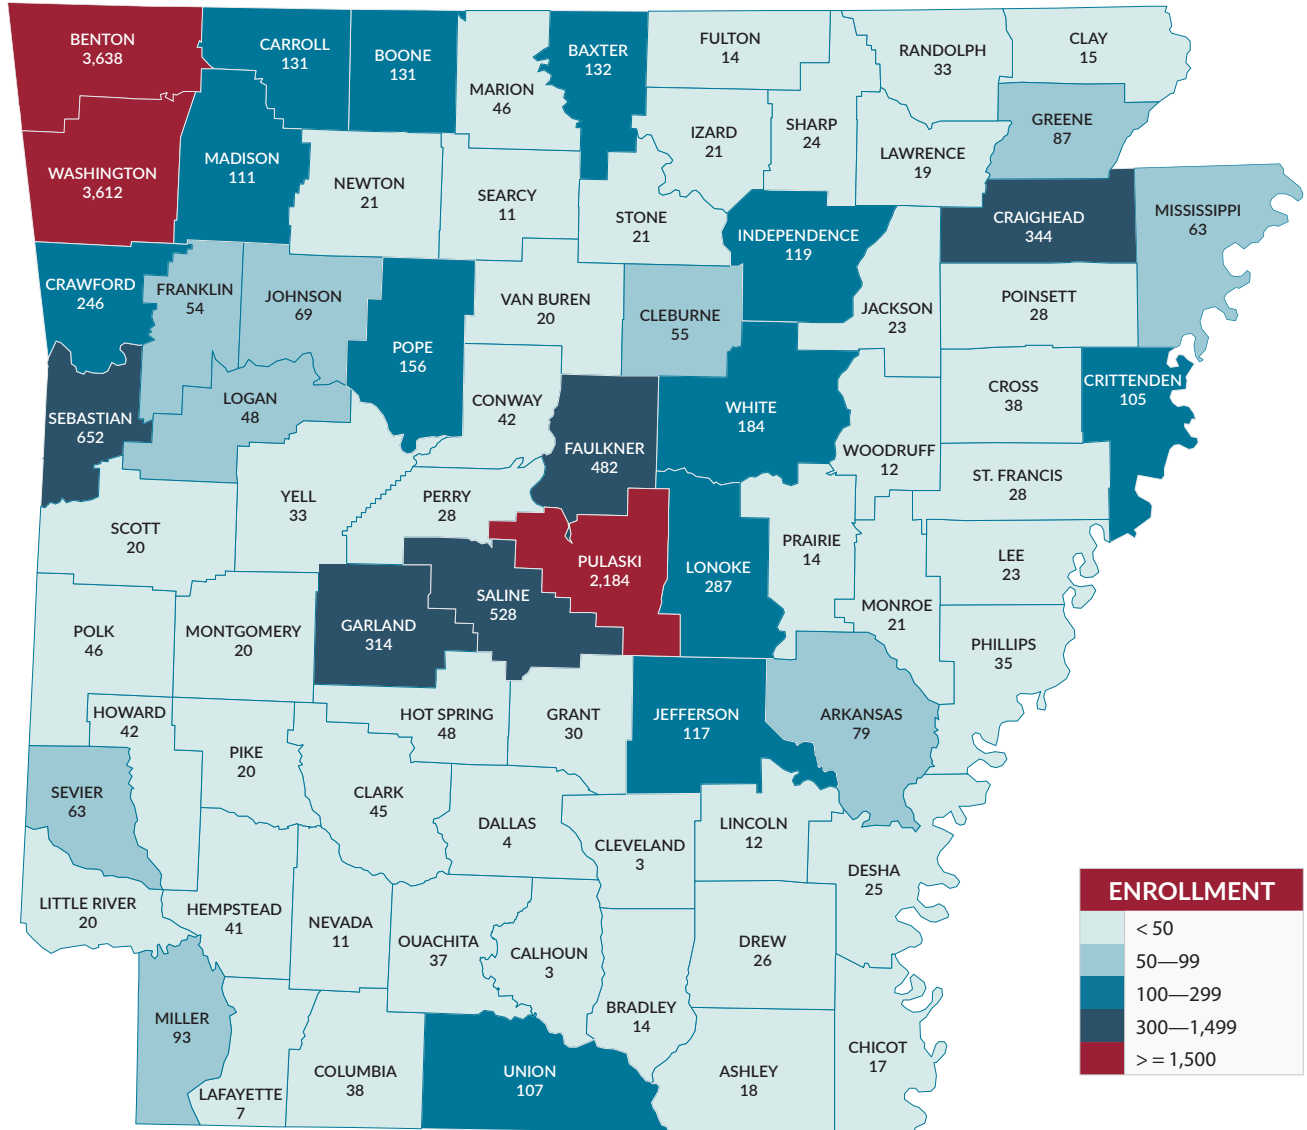 BENTON
3,638
CARROLL
131
BOONE
131
MARION
46
BAXTER
132
FULTON
14
RANDOLPH
33
CLAY
15
GREENE
87
IZARD
21
SHARP
24
LAWRENCE
19
WASHINGTON
3,612
MADISON
111
NEWTON
21
SEARCY
11
STONE
21
INDEPENDENCE
119
CRAIGHEAD
344
MISSISSIPPI
63
CRAWFORD
246
FRANKLIN
54
JOHNSON
69
VAN BUREN
20
CLEBURNE
55
JACKSON
23
POINSETT
28
POPE
156
SEBASTIAN
652
LOGAN
48
CONWAY
42
FAULKNER
482
WHITE
184
WOODRUFF
12
CROSS
38
CRITTENDEN
105
ST. FRANCIS
28
SCOTT
20
YELL
33
PERRY
28
PULASKI
2,184
LONOKE
287
PRAIRIE
14
LEE
23
MONROE
21
PHILLIPS
35
POLK
46
MONTGOMERY
20
GARLAND
314
SALINE
528
HOWARD
42
PIKE
20
HOT SPRING
48
GRANT
30
JEFFERSON
117
ARKANSAS
79
SEVIER
63
CLARK
45
DALLAS
4
CLEVELAND
3
LINCOLN
12
DESHA
25
LITTLE RIVER
20
HEMPSTEAD
41
NEVADA
11
OUACHITA
37
CALHOUN
3
BRADLEY
14
DREW
26
MILLER
93
LAFAYETTE
7
COLUMBIA
38
UNION
107
ASHLEY
18
CHICOT
17
ENROLLMENT
< 50
50—99
100—299
300—1,499
> = 1,500